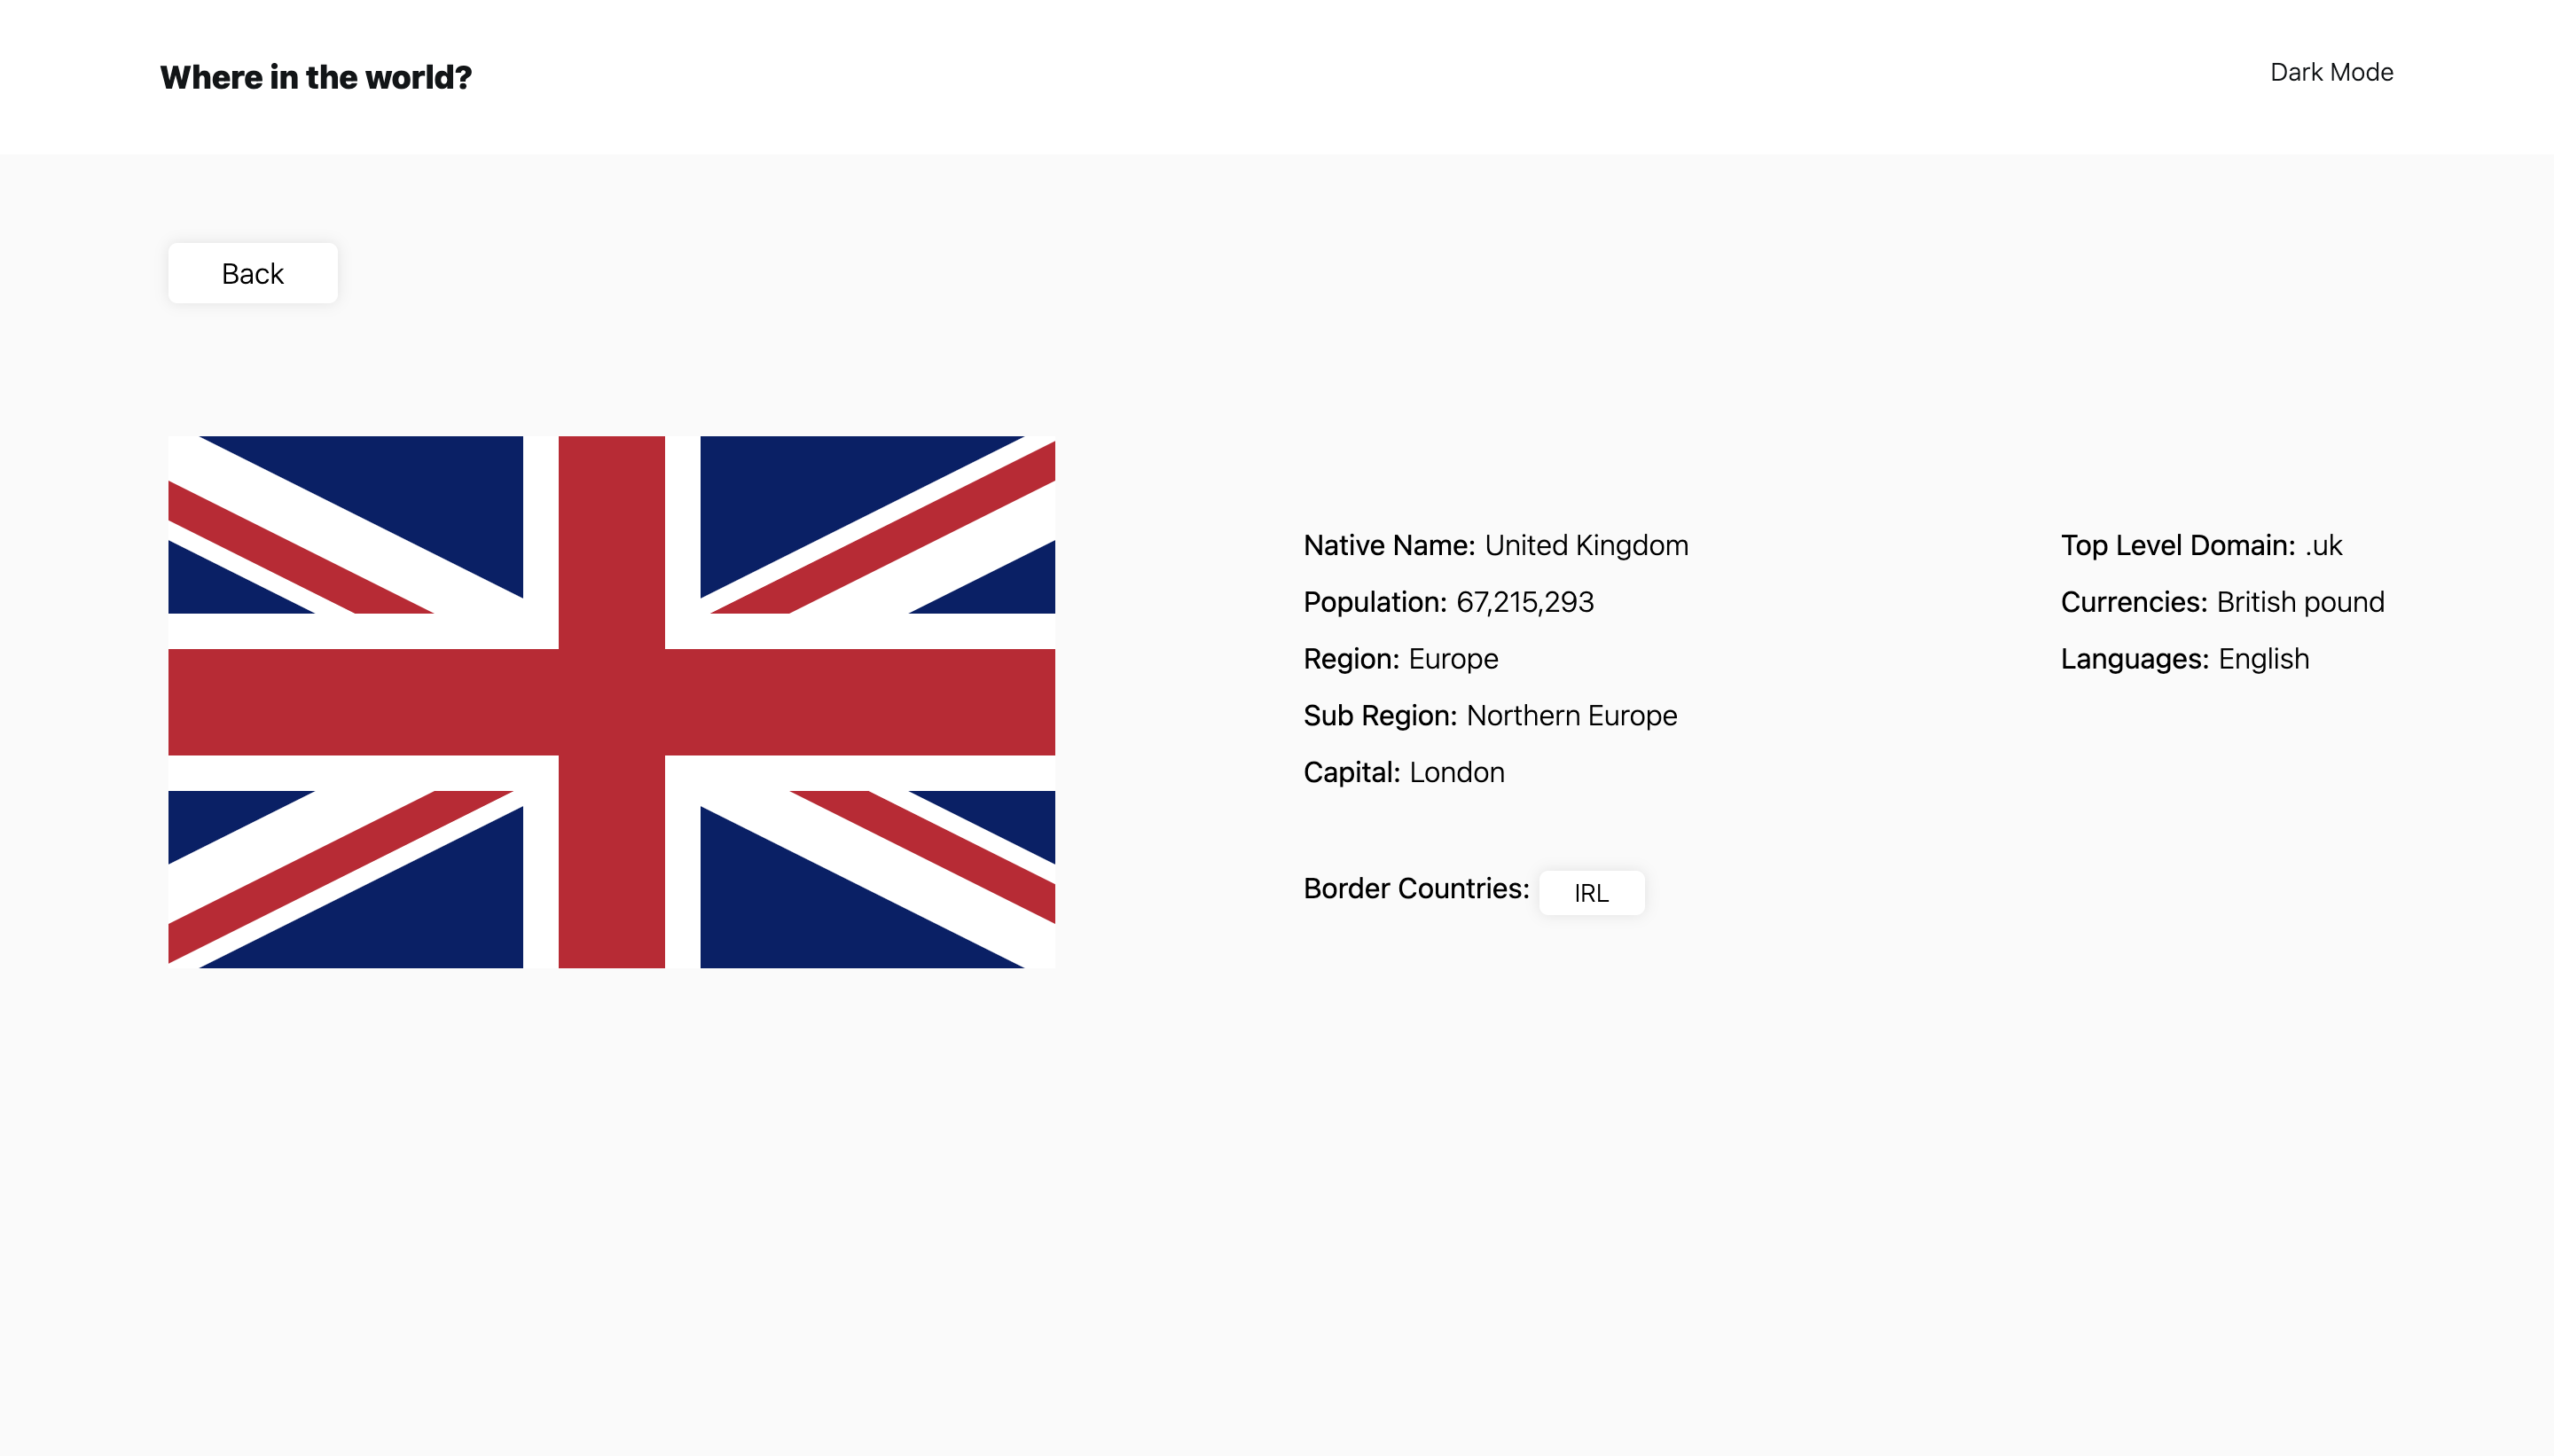 Where in the world?
Dark Mode
Back
Native Name: United Kingdom
Population: 67,215,293
Region: Europe
Sub Region: Northern Europe
Capital: London
Top Level Domain: .uk
Currencies: British pound
Languages: English
Border Countries: IRL